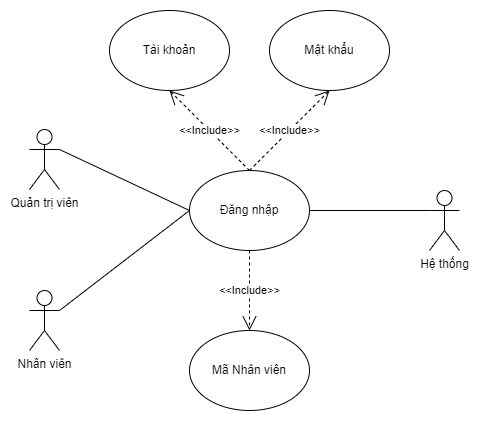 Tài khoản
Mật khẩu
<<Include>>
<<Include>>
Quản trị viên
Đăng nhập
Hệ thống
<<Include>>
Nhân viên
Mã Nhân viên